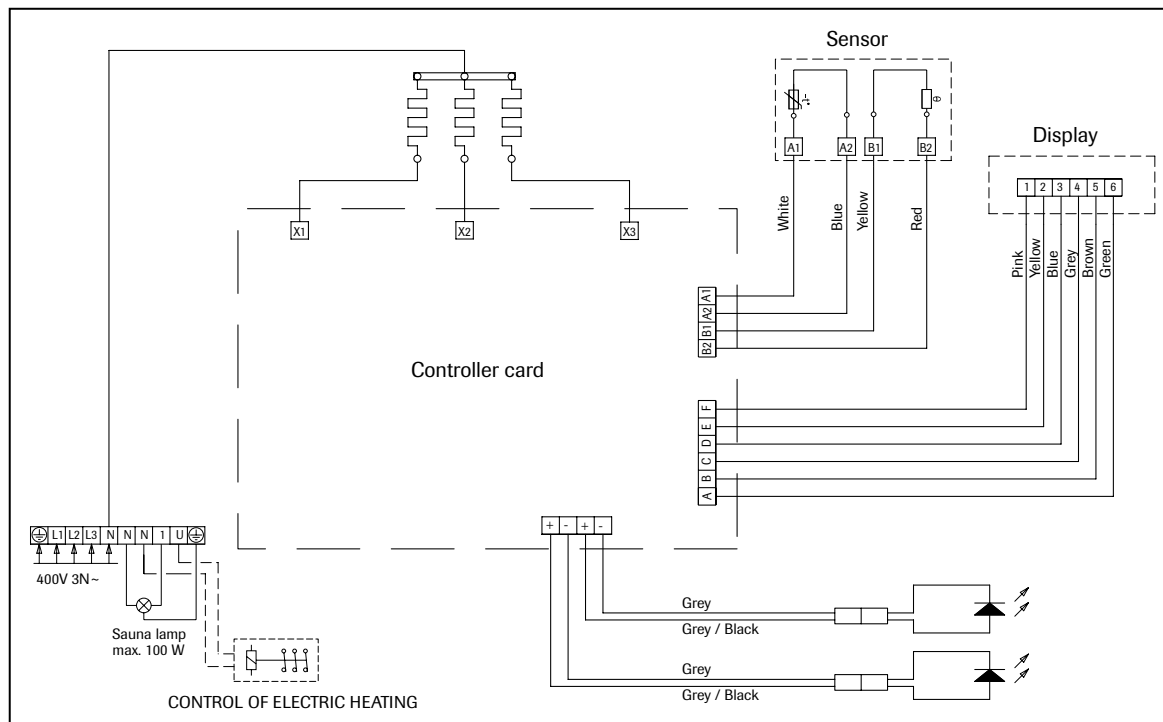 Sensor
A1 A2 B1 B2
θ
Display
1 2 3 4 5 6
White
Blue
Yellow
Red
Pink
Yellow
Blue
Grey
Brown
Green
X1
X2
X3
A1
A2
B1
B2
Controller card
F
E
D
C
B
A
+ - + -
L1 L2 L3 N N N 1 U
400V 3N~
Sauna lamp
max. 100 W
CONTROL OF ELECTRIC HEATING
Grey
Grey / Black
Grey
Grey / Black